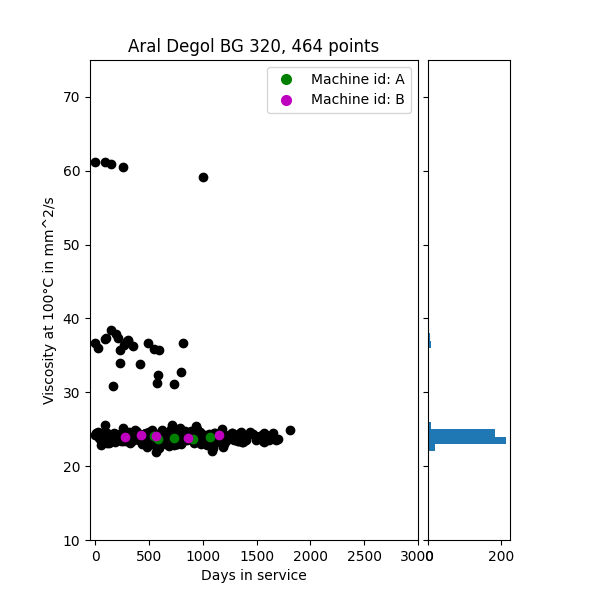 Aral Degol BG 320, 464 points
Machine id: A
Machine id: B
Viscosity at 100°C in mm^2/s
70
60
50
40
30
20
10
0 500 1000 1500 2000 2500 3000
0 200
Days in service